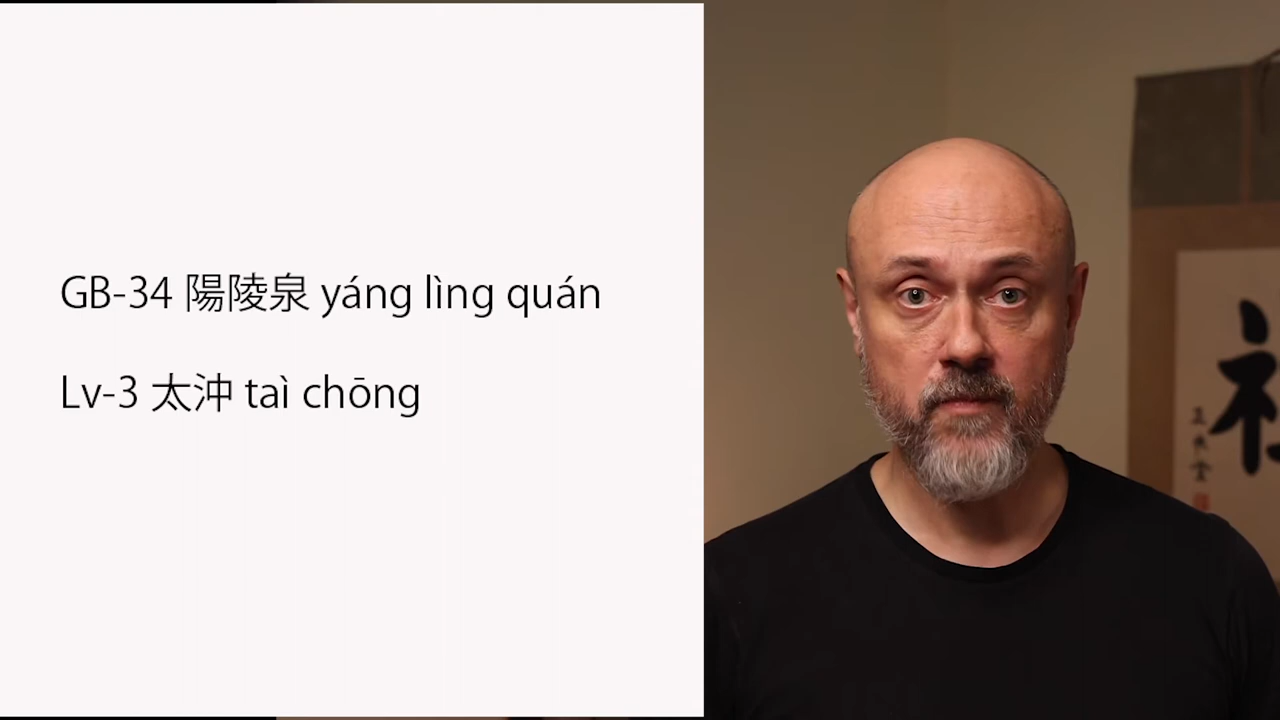 GB-34 陽陵泉 yáng lìng quán
Lv-3 太沖 taì chōng